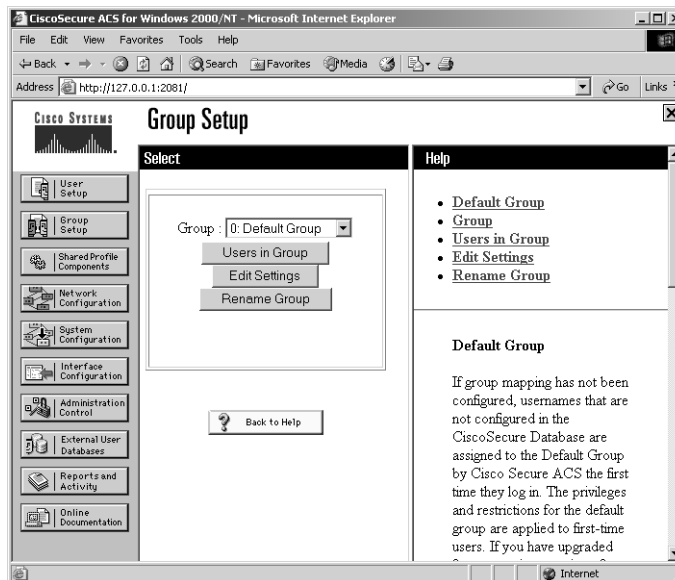 CiscoSecure ACS for Windows 2000/NT - Microsoft Internet Explorer
File Edit View Favorites Tools Help
Back Search Favorites Media
Address http://127.0.0.1:2081/ Go Links
CISCO SYSTEMS
Group Setup
User
Setup
Group
Setup
Shared Profile
Components
Network
Configuration
System
Configuration
Interface
Configuration
Administration
Control
External User
Databases
Reports and
Activity
Online
Documentation
Select
Group : 0: Default Group
Users in Group
Edit Settings
Rename Group
? Back to Help
Help
Default Group
Group
Users in Group
Edit Settings
Rename Group
Default Group
If group mapping has not been
configured, usernames that are
not configured in the
CiscoSecure Database are
assigned to the Default Group
by Cisco Secure ACS the first
time they log in. The privileges
and restrictions for the default
group are applied to first-time
users. If you have upgraded
Internet